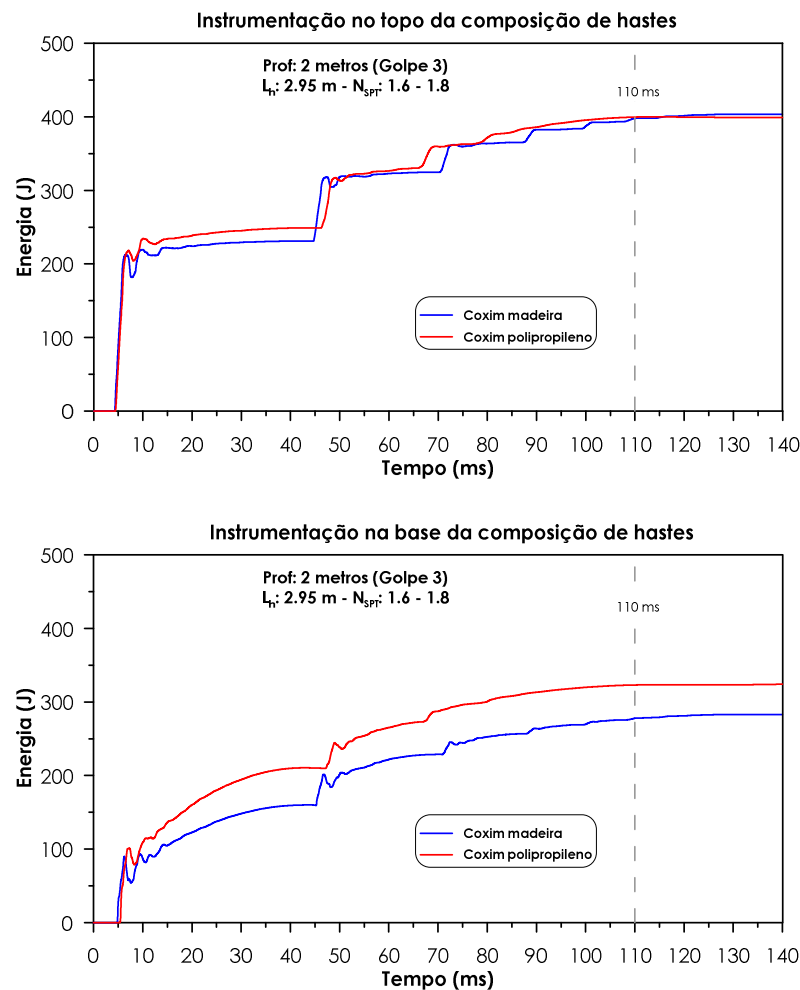 Instrumentação no topo da composição de hastes
500
400
300
200
100
0
Energia (J)
Prof: 2 metros (Golpe 3)
Lh: 2.95 m - NSPT: 1.6 - 1.8
110 ms
Coxim madeira
Coxim polipropileno
0 10 20 30 40 50 60 70 80 90 100 110 120 130 140
Tempo (ms)
Instrumentação na base da composição de hastes
500
400
300
200
100
0
Energia (J)
Prof: 2 metros (Golpe 3)
Lh: 2.95 m - NSPT: 1.6 - 1.8
110 ms
Coxim madeira
Coxim polipropileno
0 10 20 30 40 50 60 70 80 90 100 110 120 130 140
Tempo (ms)